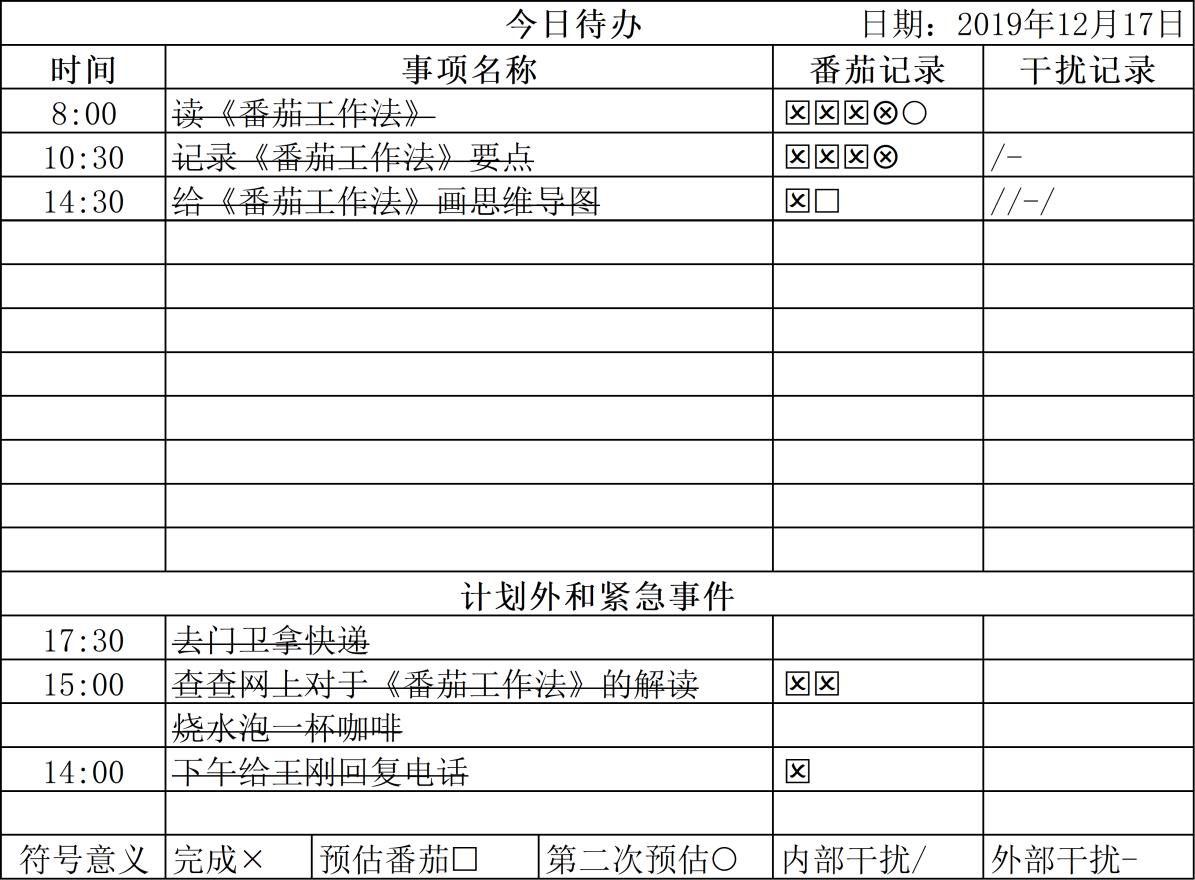 今日待办 日期：2019年12月17日
时间 事项名称 番茄记录 干扰记录
8:00 读《番茄工作法》 ☒☒☒⊗○
10:30 记录《番茄工作法》要点 ☒☒☒⊗ /-
14:30 给《番茄工作法》画思维导图 ☒□ //-/
计划外和紧急事件
17:30 去门卫拿快递
15:00 查查网上对于《番茄工作法》的解读 ☒☒
烧水泡一杯咖啡
14:00 下午给王刚回复电话 ☒
符号意义 完成× 预估番茄□ 第二次预估○ 内部干扰/ 外部干扰-